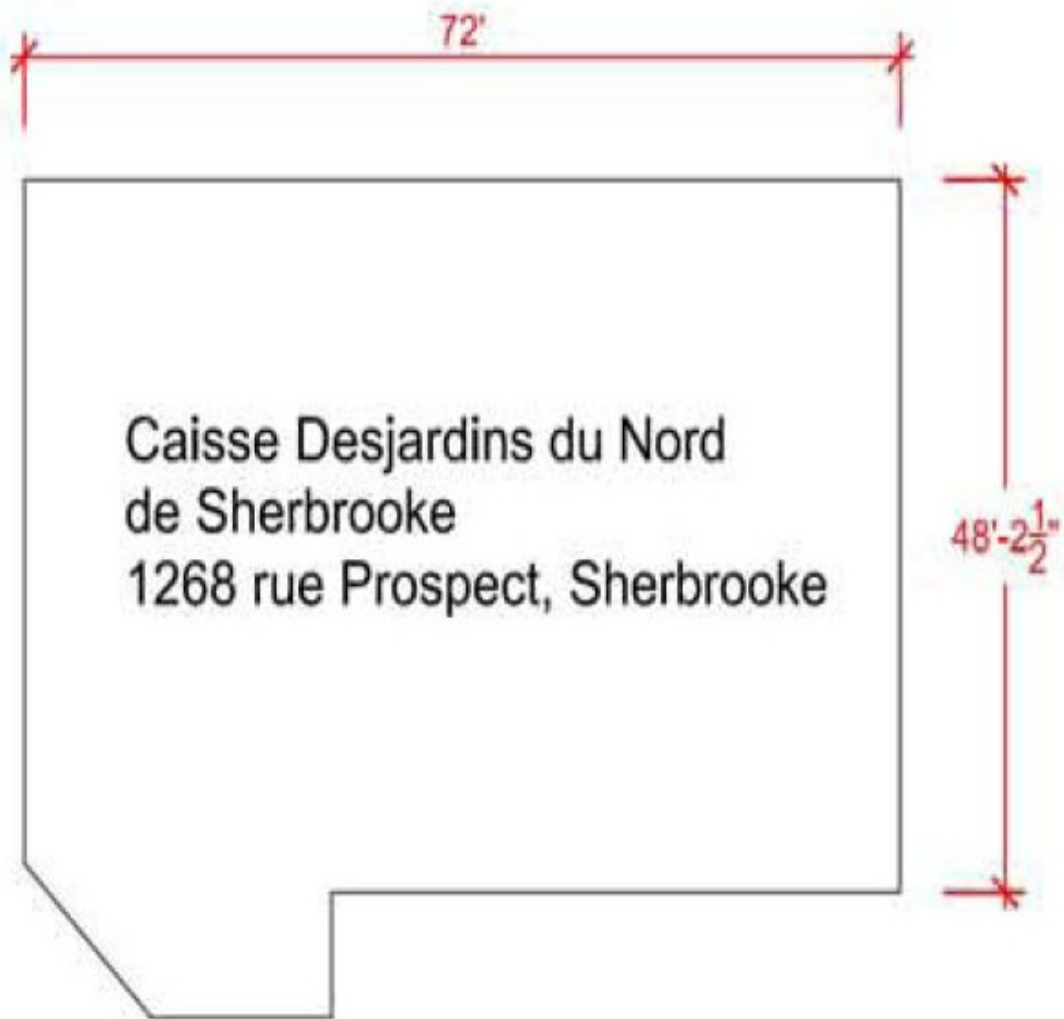 72'
Caisse Desjardins du Nord
de Sherbrooke
1268 rue Prospect, Sherbrooke
48'-2½"